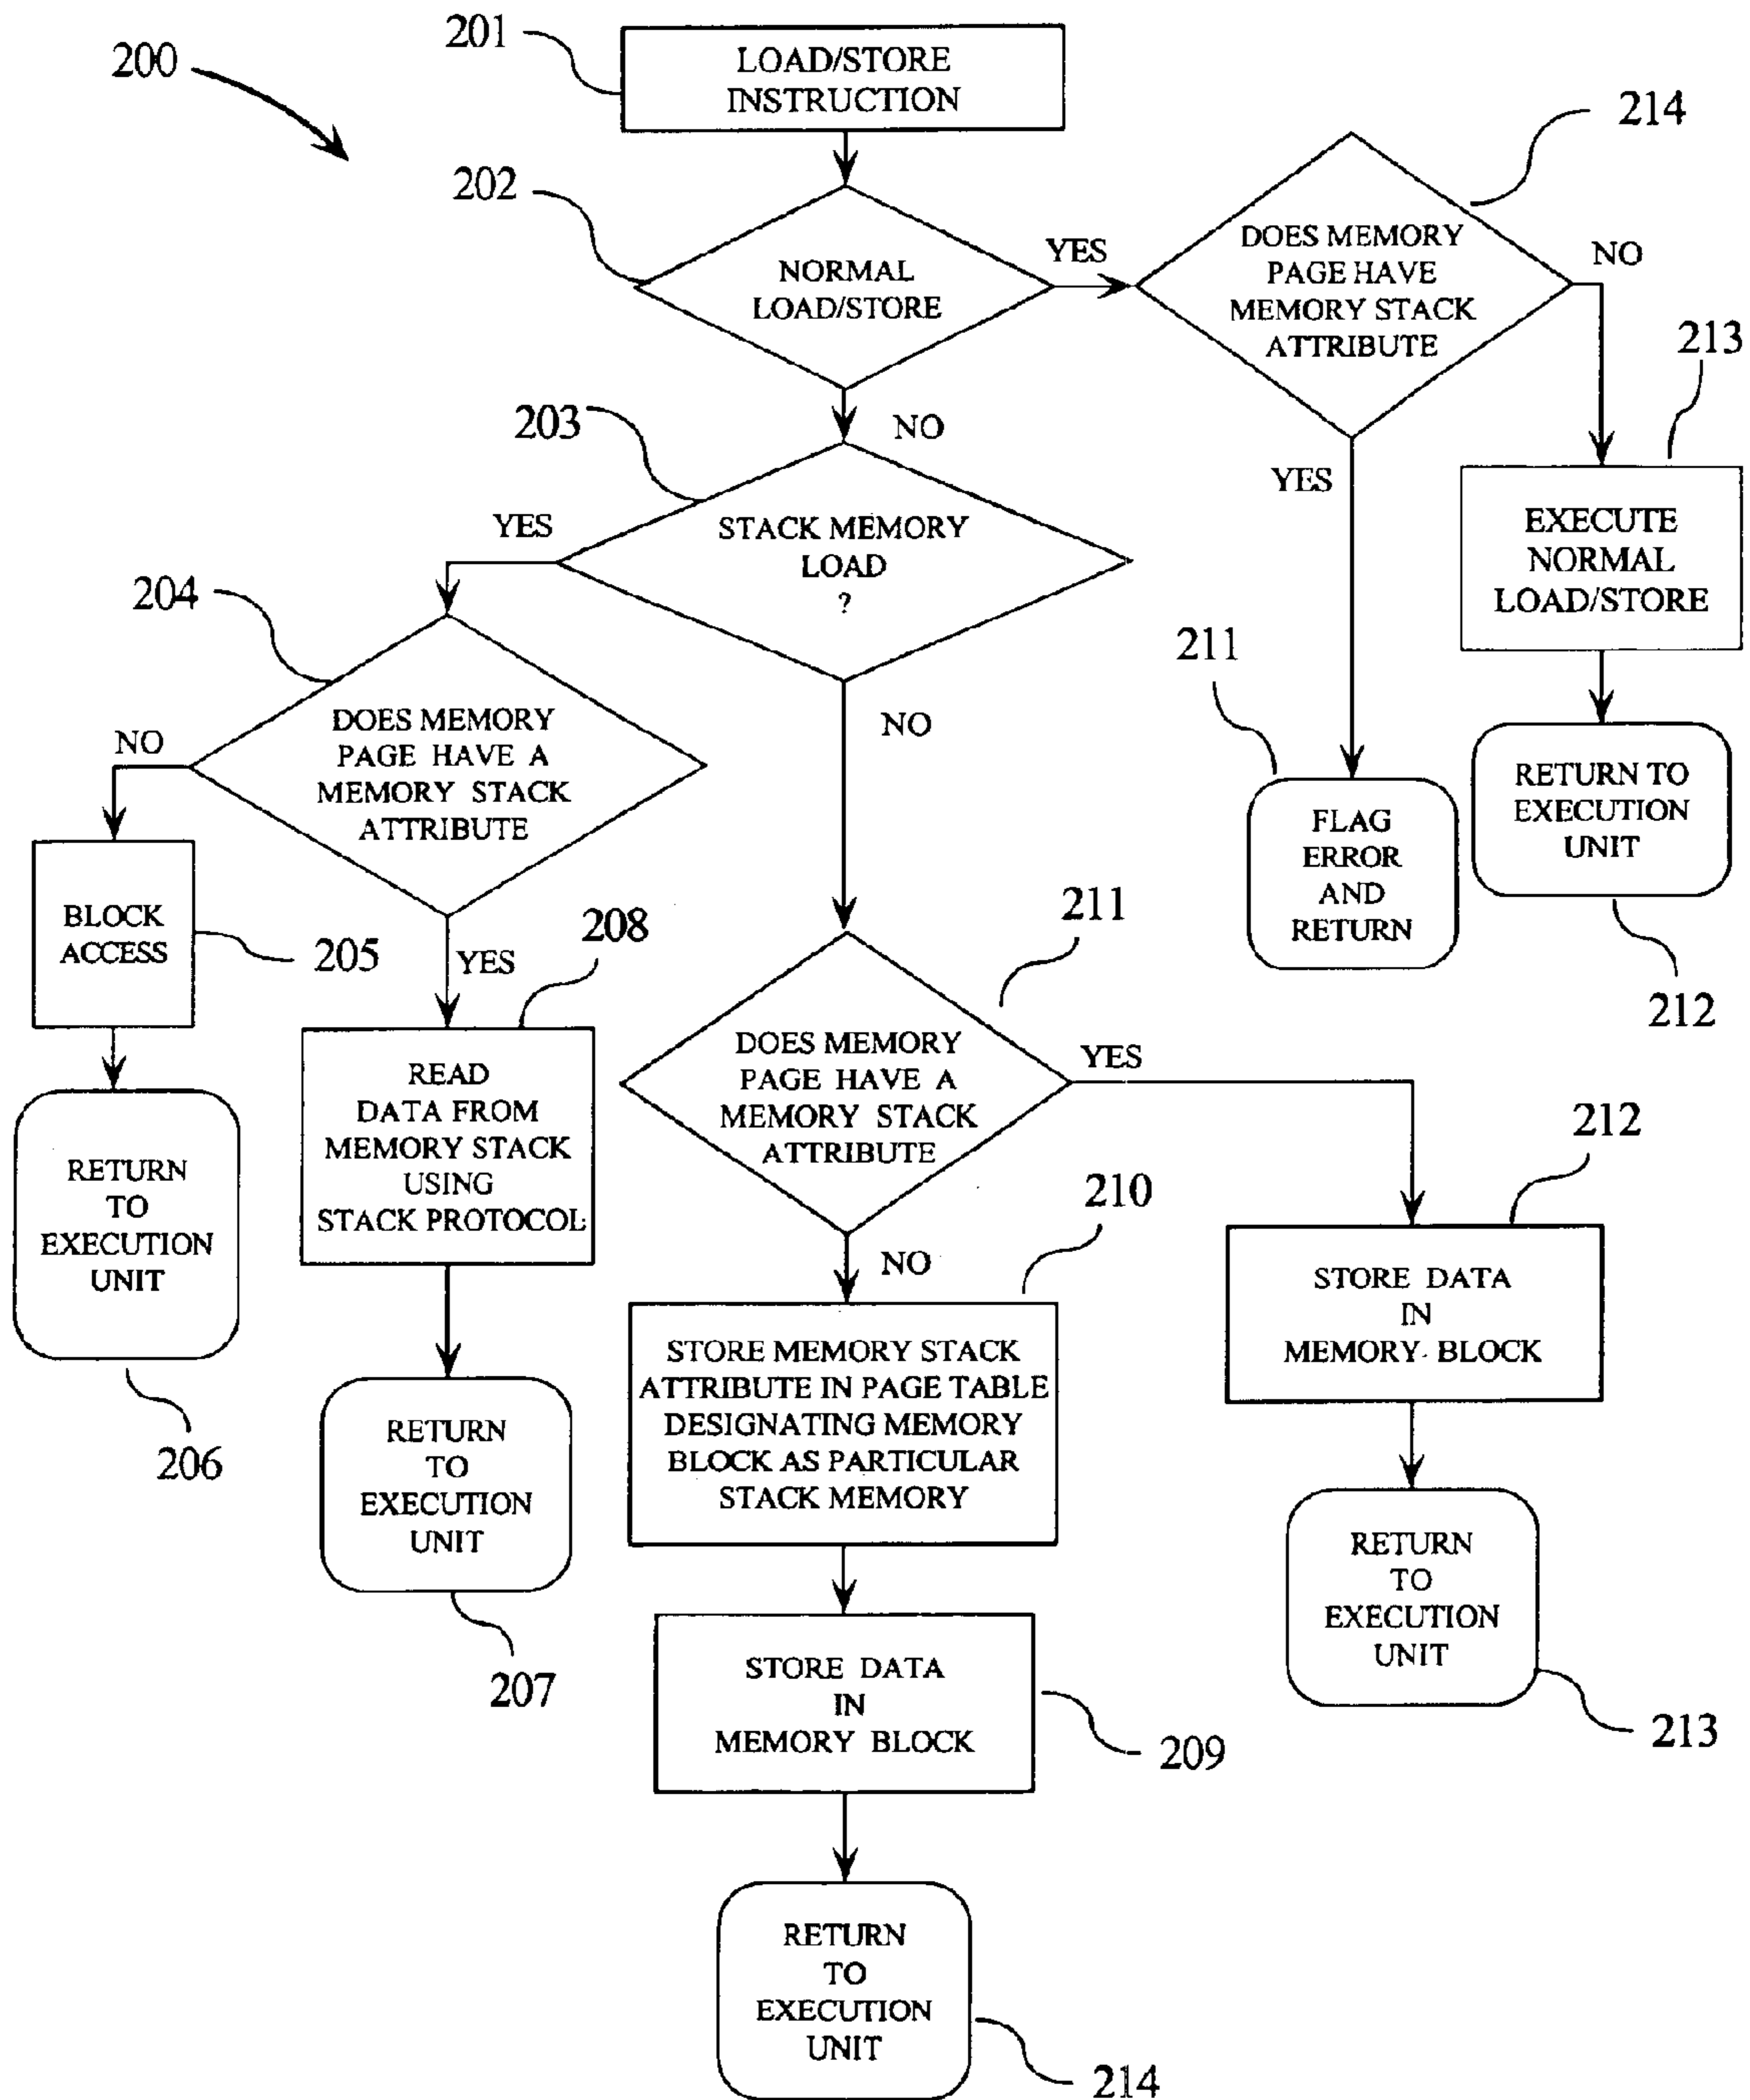 200
201
LOAD/STORE
INSTRUCTION
202
NORMAL
LOAD/STORE
YES
214
DOES MEMORY
PAGE HAVE
MEMORY STACK
ATTRIBUTE
NO
213
EXECUTE
NORMAL
LOAD/STORE
YES
211
FLAG
ERROR
AND
RETURN
RETURN TO
EXECUTION
UNIT
212
NO
203
STACK MEMORY
LOAD
?
YES
204
DOES MEMORY
PAGE HAVE A
MEMORY STACK
ATTRIBUTE
NO
BLOCK
ACCESS
205
RETURN
TO
EXECUTION
UNIT
206
YES
208
READ
DATA FROM
MEMORY STACK
USING
STACK PROTOCOL
RETURN
TO
EXECUTION
UNIT
207
NO
211
DOES MEMORY
PAGE HAVE A
MEMORY STACK
ATTRIBUTE
YES
212
STORE DATA
IN
MEMORY BLOCK
RETURN
TO
EXECUTION
UNIT
213
NO
210
STORE MEMORY STACK
ATTRIBUTE IN PAGE TABLE
DESIGNATING MEMORY
BLOCK AS PARTICULAR
STACK MEMORY
STORE DATA
IN
MEMORY BLOCK
209
RETURN
TO
EXECUTION
UNIT
214